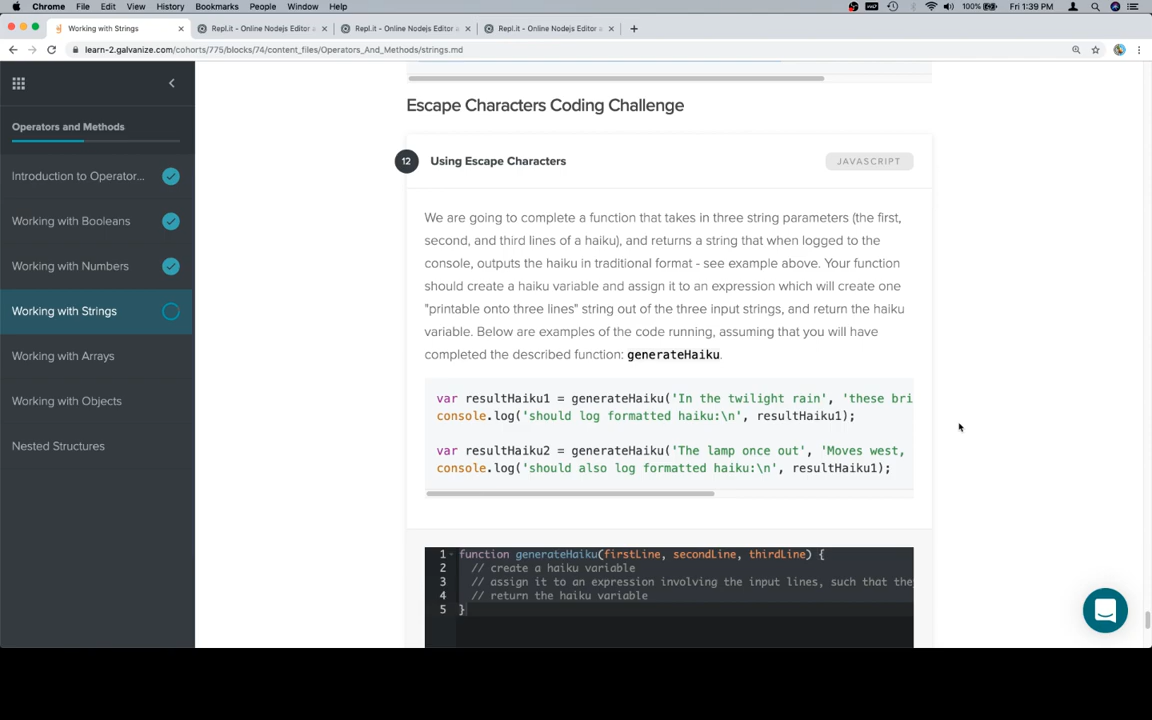 Chrome File Edit View History Bookmarks People Window Help 100% Fri 1:39 PM
Working with Strings Repl.it - Online Nodejs Editor a Repl.it - Online Nodejs Editor a Repl.it - Online Nodejs Editor a
learn-2.galvanize.com/cohorts/775/blocks/74/content_files/Operators_And_Methods/strings.md
Operators and Methods
Introduction to Operator...
Working with Booleans
Working with Numbers
Working with Strings
Working with Arrays
Working with Objects
Nested Structures
Escape Characters Coding Challenge
12 Using Escape Characters JAVASCRIPT
We are going to complete a function that takes in three string parameters (the first,
second, and third lines of a haiku), and returns a string that when logged to the
console, outputs the haiku in traditional format - see example above. Your function
should create a haiku variable and assign it to an expression which will create one
"printable onto three lines" string out of the three input strings, and return the haiku
variable. Below are examples of the code running, assuming that you will have
completed the described function: generateHaiku.
var resultHaiku1 = generateHaiku('In the twilight rain', 'these bri
console.log('should log formatted haiku:\n', resultHaiku1);
var resultHaiku2 = generateHaiku('The lamp once out', 'Moves west,
console.log('should also log formatted haiku:\n', resultHaiku1);
1 function generateHaiku(firstLine, secondLine, thirdLine) {
2 // create a haiku variable
3 // assign it to an expression involving the input lines, such that the
4 // return the haiku variable
5 }